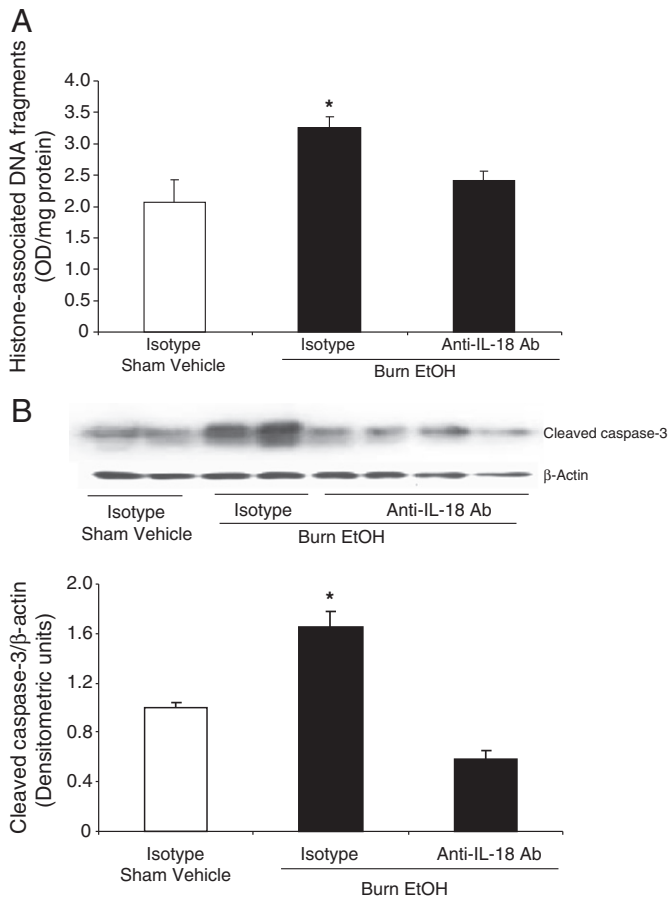 A
Histone-associated DNA fragments
(OD/mg protein)
4.0
3.5
3.0
2.5
2.0
1.5
1.0
0.5
0
*
Isotype
Sham Vehicle
Isotype
Anti-IL-18 Ab
Burn EtOH
B
Cleaved caspase-3
β-Actin
Isotype
Sham Vehicle
Isotype
Anti-IL-18 Ab
Burn EtOH
Cleaved caspase-3/β-actin
(Densitometric units)
2.0
1.6
1.2
0.8
0.4
0
*
Isotype
Sham Vehicle
Isotype
Anti-IL-18 Ab
Burn EtOH